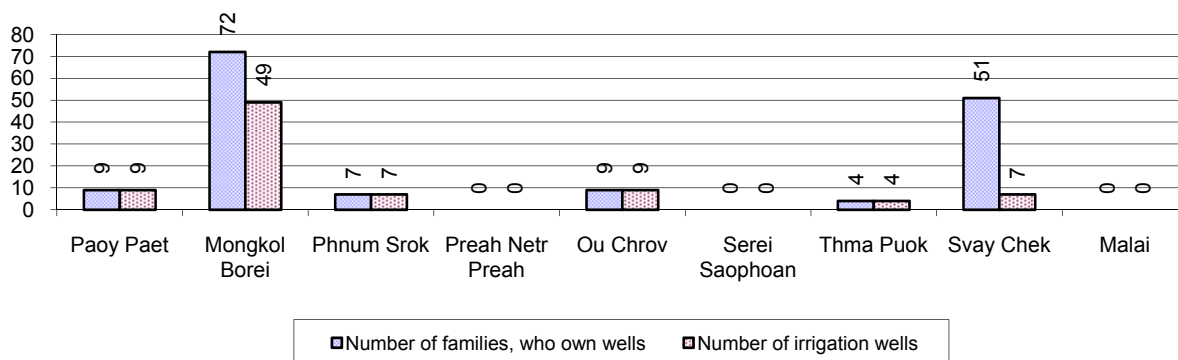 72
80
70
60
50
40
30
20
10
0
49
51
9 9
7 7
0 0
9 9
0 0
4 4
7
0 0
Paoy Paet
Mongkol Borei
Phnum Srok
Preah Netr Preah
Ou Chrov
Serei Saophoan
Thma Puok
Svay Chek
Malai
Number of families, who own wells
Number of irrigation wells